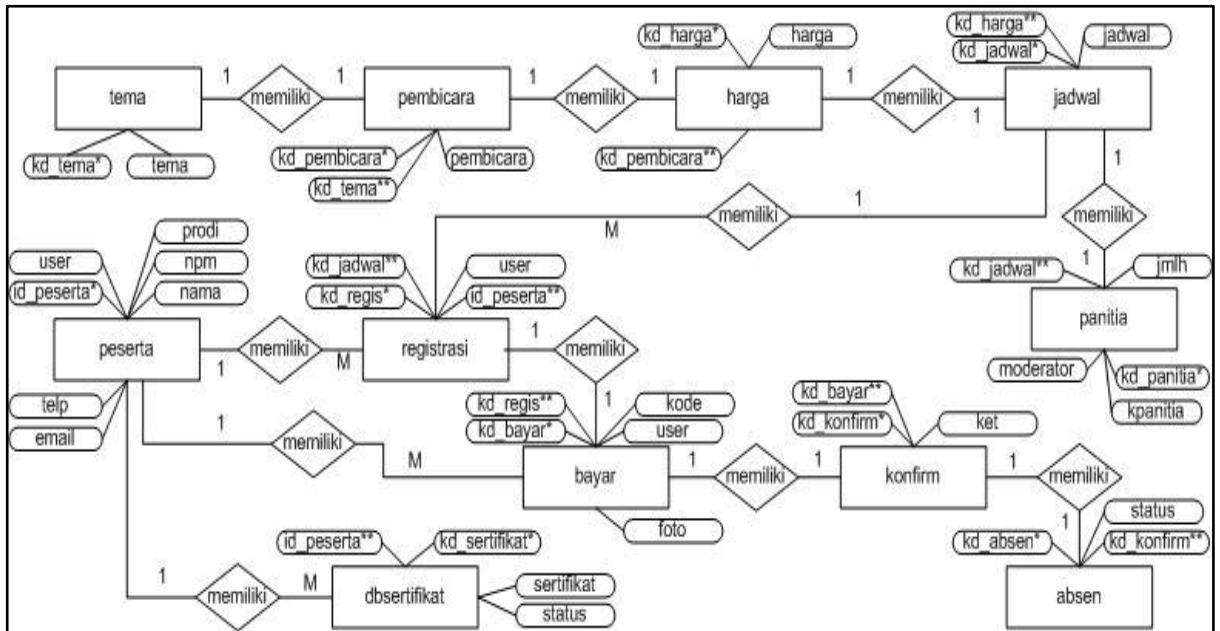 kd_harga*
harga
kd_harga**
kd_jadwal*
jadwal
tema
1
memiliki
1
pembicara
1
memiliki
1
harga
1
memiliki
1
jadwal
kd_tema*
tema
kd_pembicara*
pembicara
kd_tema**
kd_pembicara**
1
M
memiliki
1
memiliki
1
prodi
user
npm
id_peserta*
nama
kd_jadwal**
user
kd_regis*
id_peserta**
kd_jadwal**
jmlh
peserta
1
memiliki
M
registrasi
1
memiliki
1
panitia
moderator
kd_panitia*
kpanitia
telp
email
1
memiliki
M
kd_regis**
kode
kd_bayar*
user
kd_bayar**
kd_konfirm*
ket
bayar
1
memiliki
1
konfirm
1
memiliki
1
foto
status
kd_absen*
kd_konfirm**
absen
id_peserta**
kd_sertifikat*
1
memiliki
M
dbsertifikat
sertifikat
status